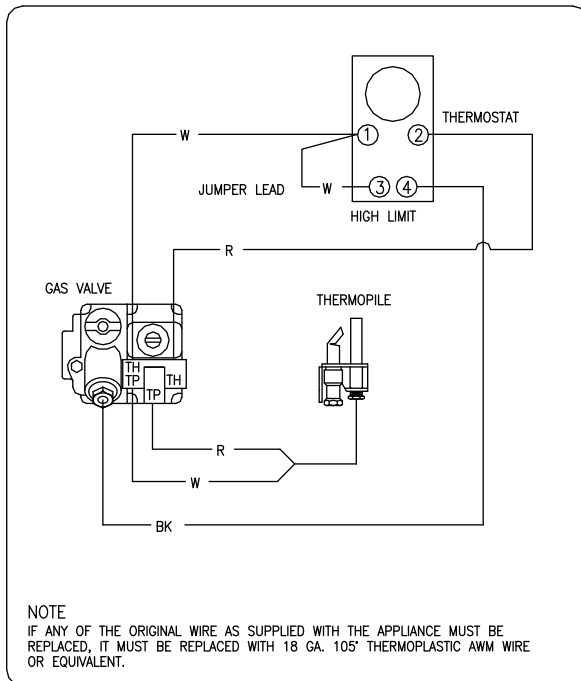 W
1
2
THERMOSTAT
JUMPER LEAD
W
3
4
HIGH LIMIT
R
GAS VALVE
THERMOPILE
TH
TP
TH
TP
R
W
BK
NOTE
IF ANY OF THE ORIGINAL WIRE AS SUPPLIED WITH THE APPLIANCE MUST BE
REPLACED, IT MUST BE REPLACED WITH 18 GA. 105° THERMOPLASTIC AWM WIRE
OR EQUIVALENT.